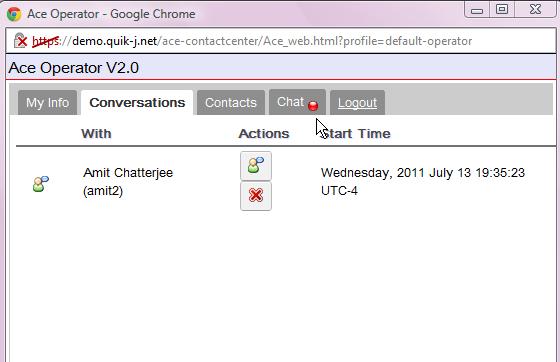 Ace Operator - Google Chrome
https://demo.quik-j.net/ace-contactcenter/Ace_web.html?profile=default-operator
Ace Operator V2.0
My Info Conversations Contacts Chat Logout
With Actions Start Time
Amit Chatterjee Wednesday, 2011 July 13 19:35:23
(amit2) UTC-4